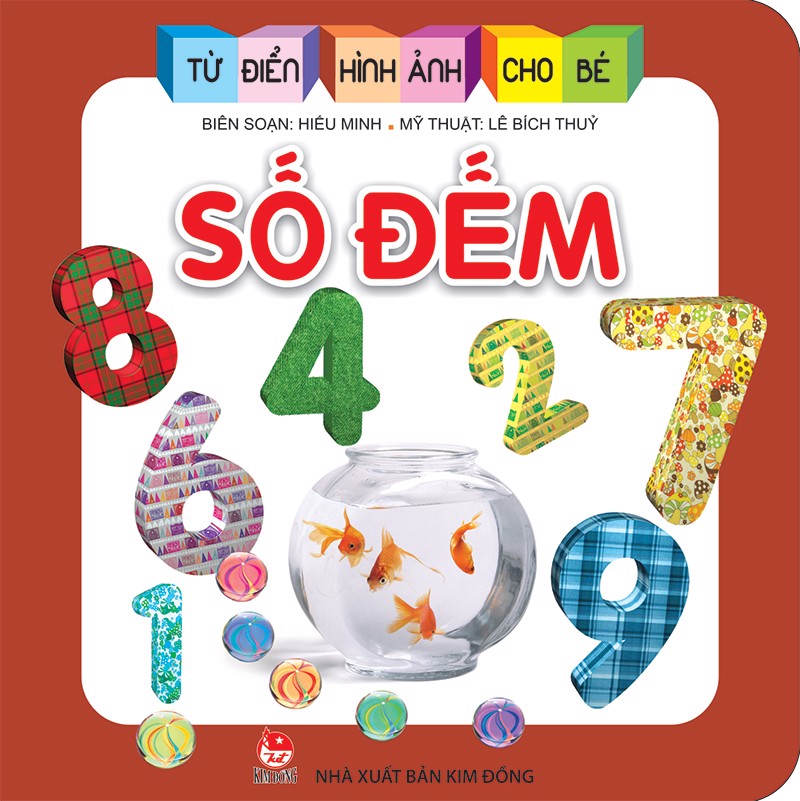 TỪ ĐIỂN HÌNH ẢNH CHO BÉ
BIÊN SOẠN: HIẾU MINH . MỸ THUẬT: LÊ BÍCH THUỶ
SỐ ĐẾM
8
4
2
7
6
1
9
KIM ĐỒNG NHÀ XUẤT BẢN KIM ĐỒNG